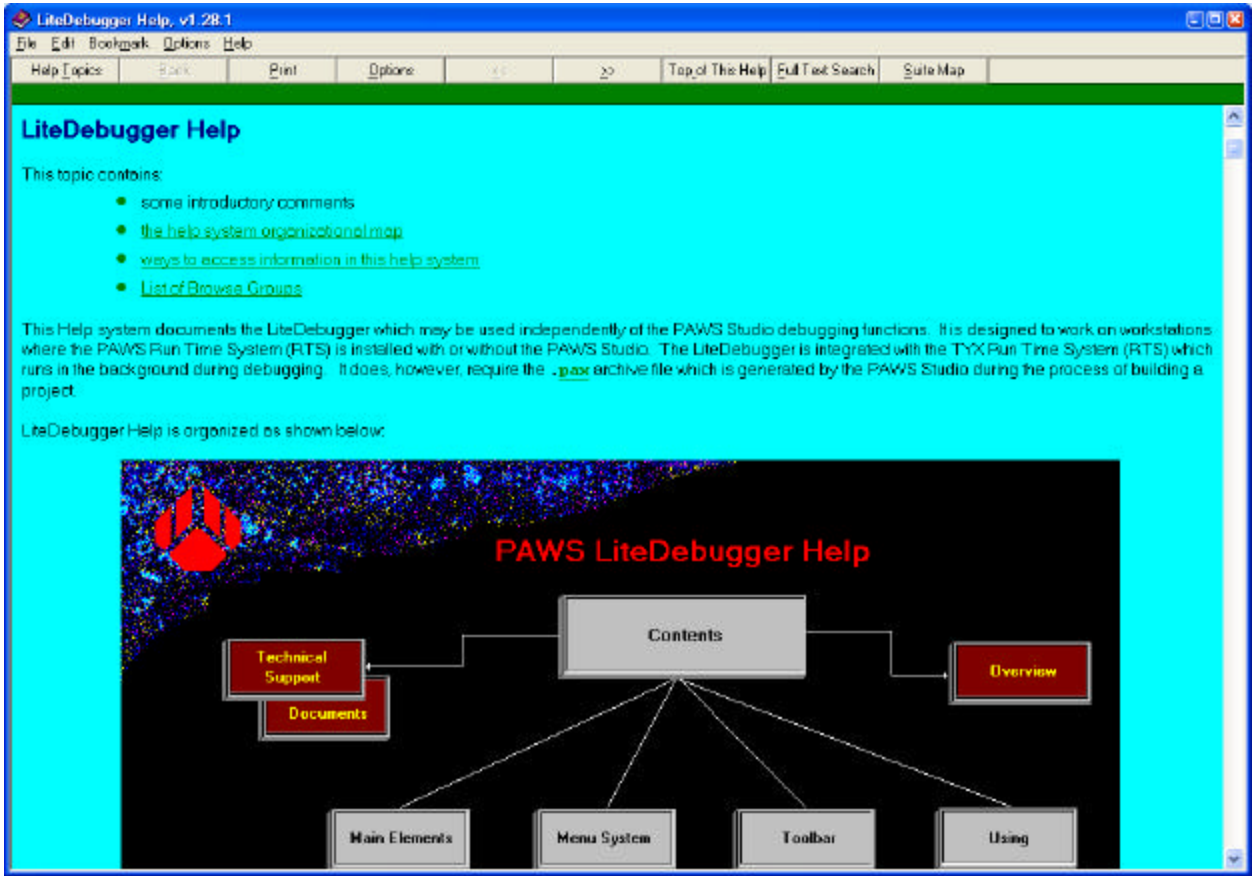 LiteDebugger Help, v1.28.1
File Edit Bookmark Options Help
Help Topics Back Print Options << >> Top of This Help Full Text Search Suite Map
LiteDebugger Help
This topic contains:
some introductory comments
the help system organizational map
ways to access information in this help system
List of Browse Groups
This Help system documents the LiteDebugger which may be used independently of the PAWS Studio debugging functions. It is designed to work on workstations
where the PAWS Run Time System (RTS) is installed with or without the PAWS Studio. The LiteDebugger is integrated with the TYX Run Time System (RTS) which
runs in the background during debugging. It does, however, require the .pax archive file which is generated by the PAWS Studio during the process of building a
project.
LiteDebugger Help is organized as shown below:
PAWS LiteDebugger Help
Contents
Technical
Support
Overview
Documents
Main Elements Menu System Toolbar Using